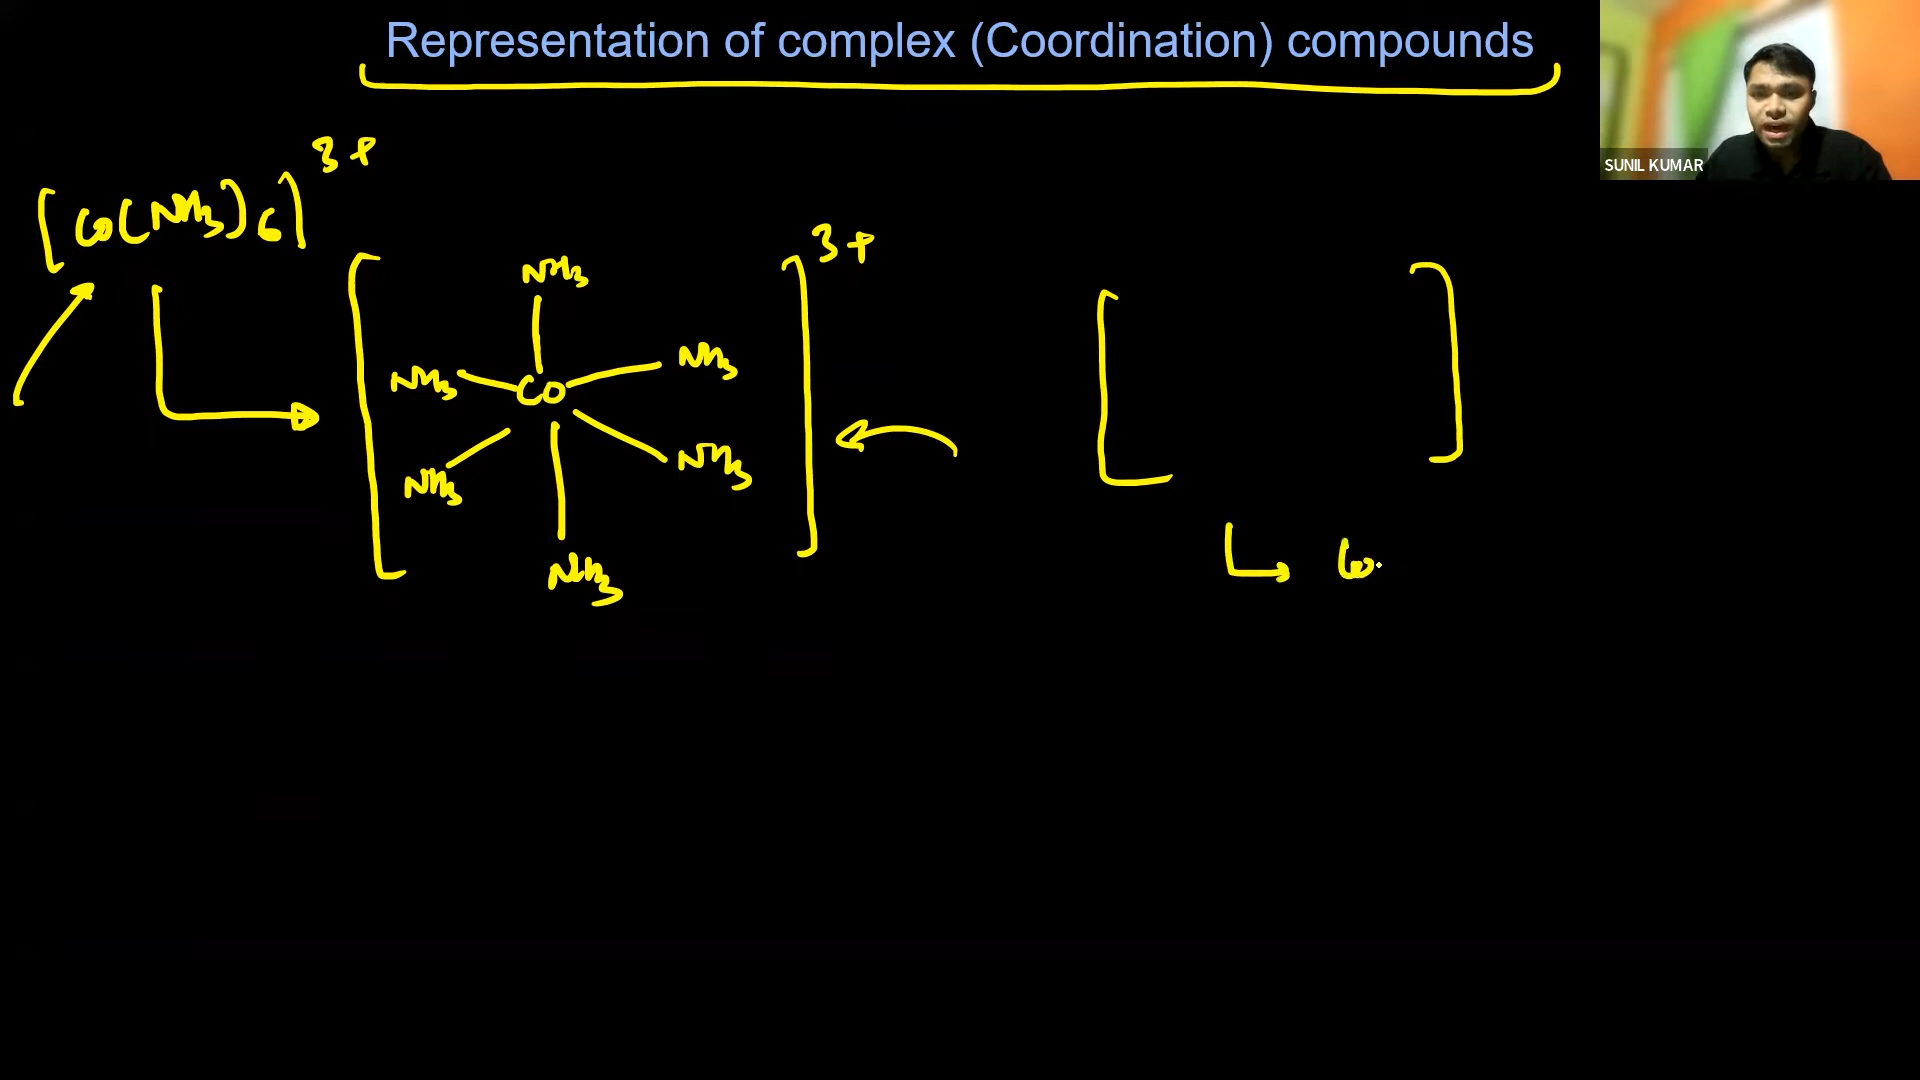 Representation of complex (Coordination) compounds
SUNIL KUMAR
[Co(NH3)6]3+
[ ]3+
NH3
NH3 Co NH3
NH3 NH3
NH3
[ ]